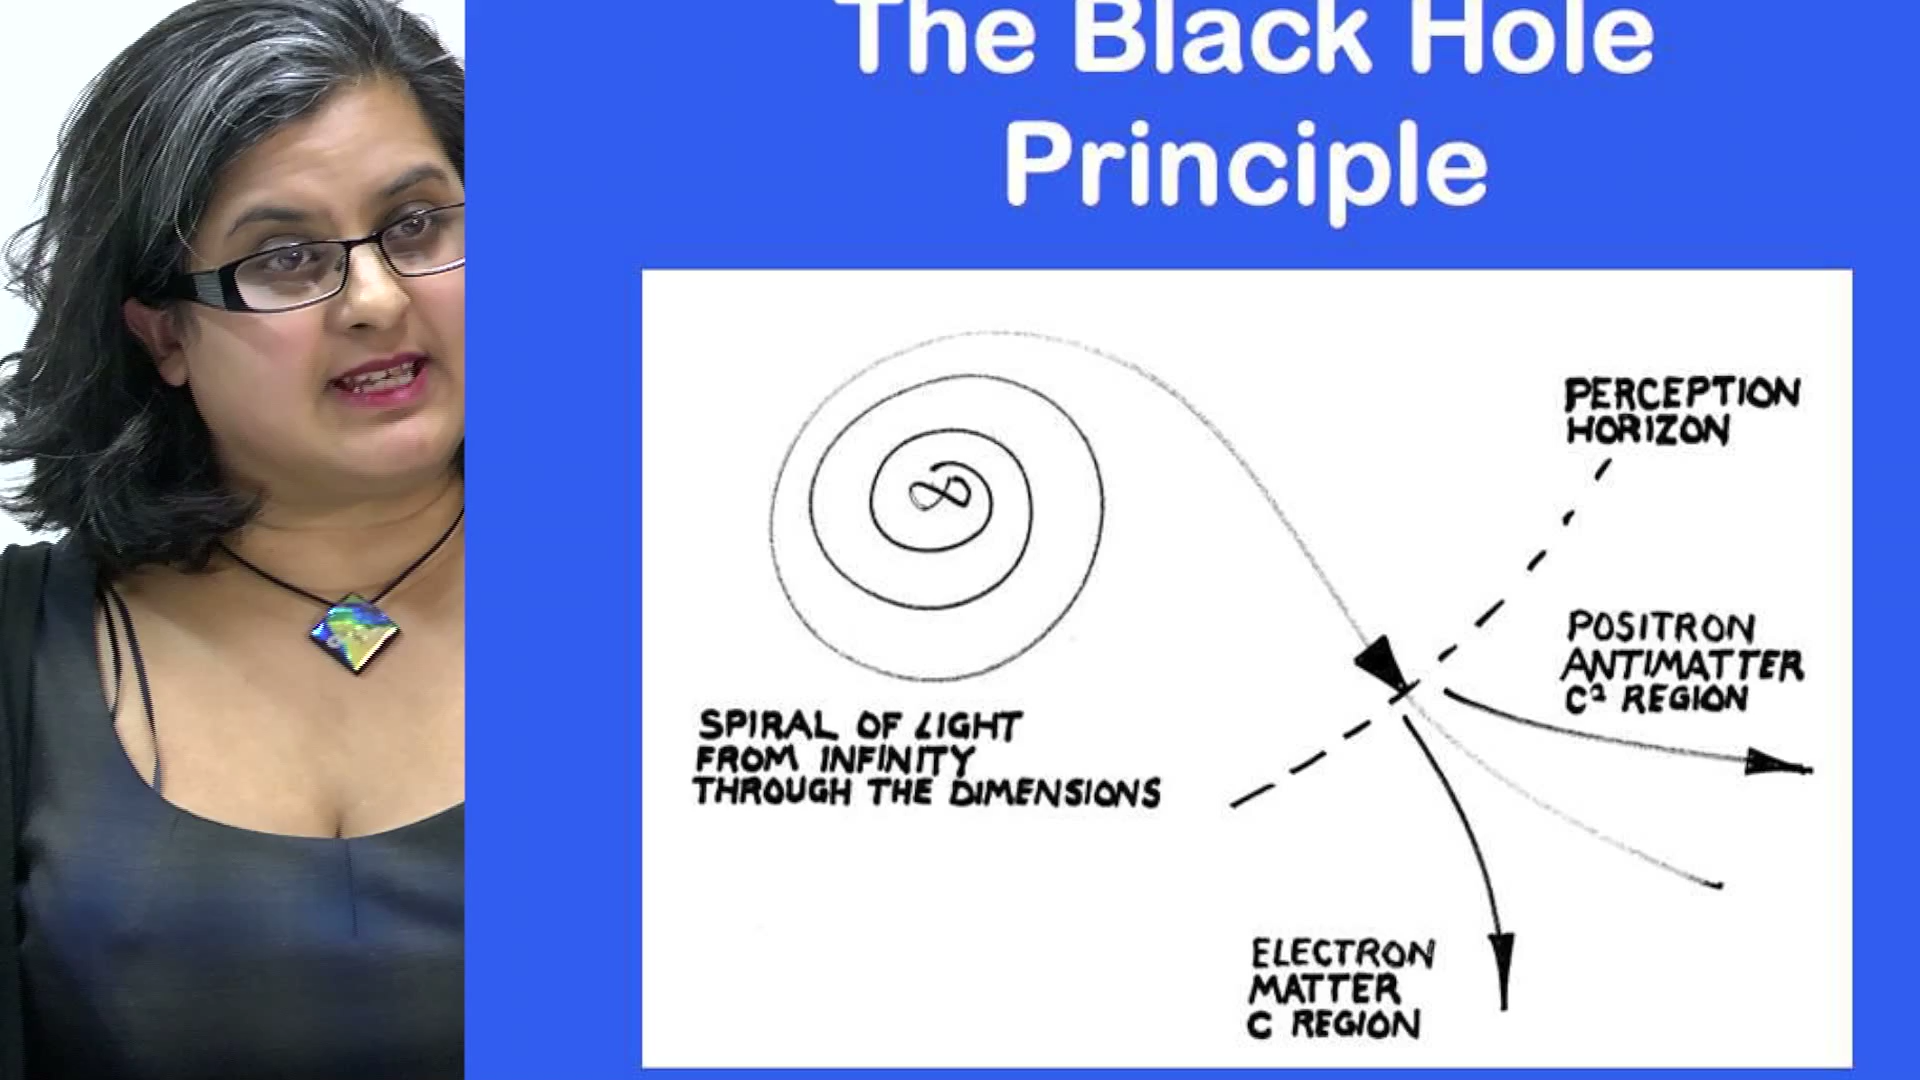 The Black Hole
Principle
PERCEPTION
HORIZON
POSITRON
ANTIMATTER
C² REGION
SPIRAL OF LIGHT
FROM INFINITY
THROUGH THE DIMENSIONS
ELECTRON
MATTER
C REGION